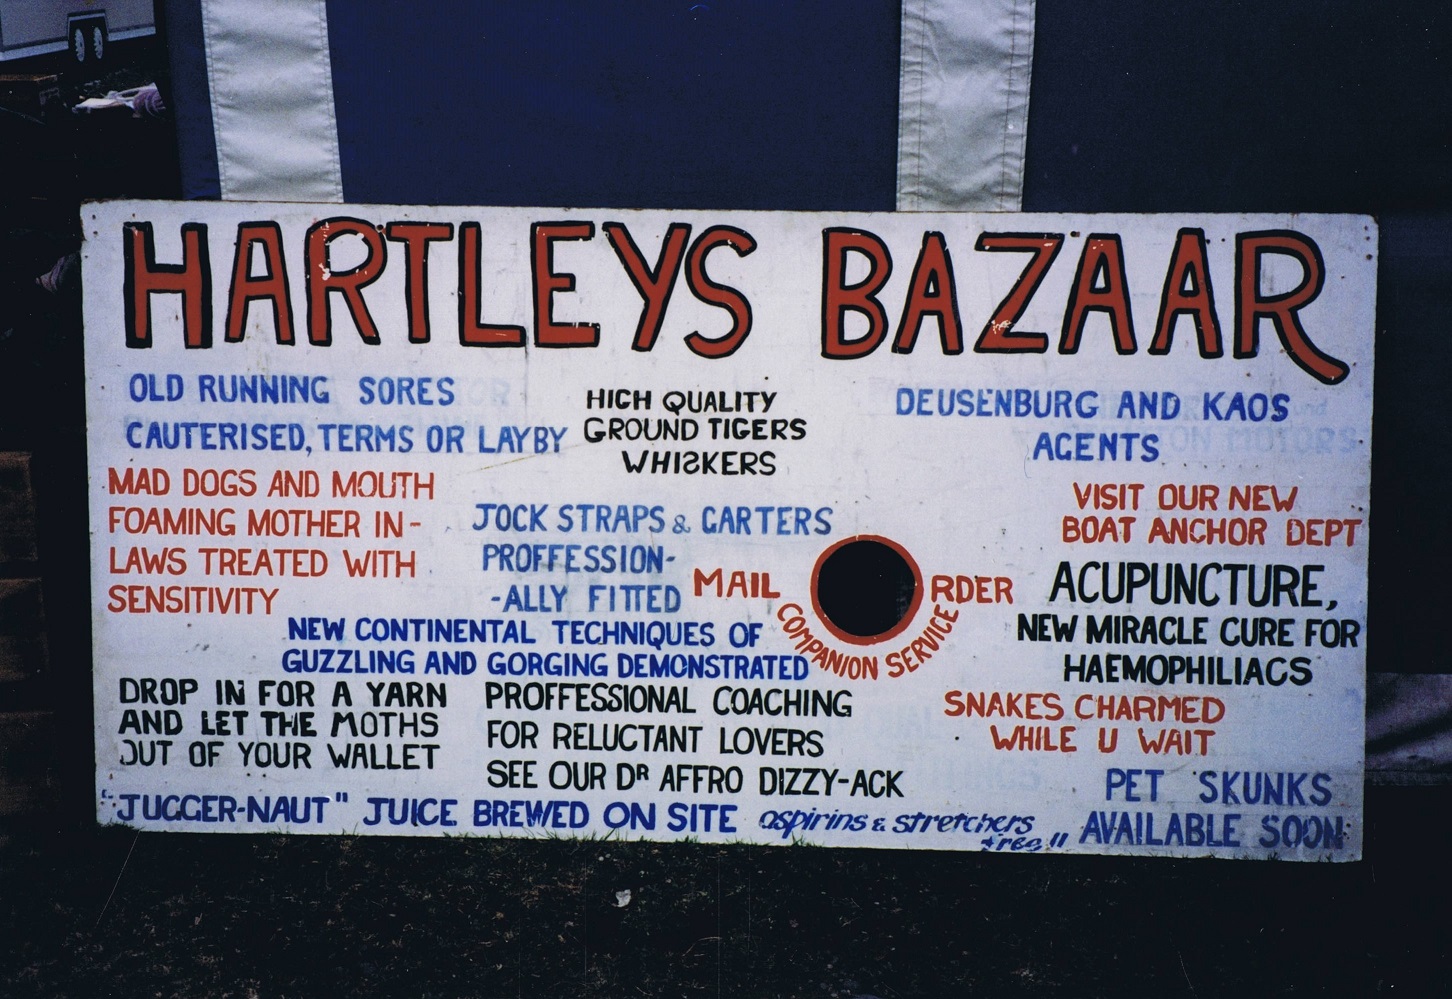 HARTLEYS BAZAAR
OLD RUNNING SORES
CAUTERISED, TERMS OR LAYBY
HIGH QUALITY
GROUND TIGERS
WHISKERS
DEUSENBURG AND KAOS
AGENTS
MAD DOGS AND MOUTH
FOAMING MOTHER IN-
LAWS TREATED WITH
SENSITIVITY
JOCK STRAPS & GARTERS
PROFFESSION-
-ALLY FITTED
MAIL RDER
COMPANION SERVICE
VISIT OUR NEW
BOAT ANCHOR DEPT
ACUPUNCTURE,
NEW MIRACLE CURE FOR
HAEMOPHILIACS
NEW CONTINENTAL TECHNIQUES OF
GUZZLING AND GORGING DEMONSTRATED
DROP IN FOR A YARN
AND LET THE MOTHS
OUT OF YOUR WALLET
PROFFESSIONAL COACHING
FOR RELUCTANT LOVERS
SEE OUR DR AFFRO DIZZY-ACK
SNAKES CHARMED
WHILE U WAIT
PET SKUNKS
AVAILABLE SOON
"JUGGER-NAUT" JUICE BREWED ON SITE
aspirins & stretchers
free!!